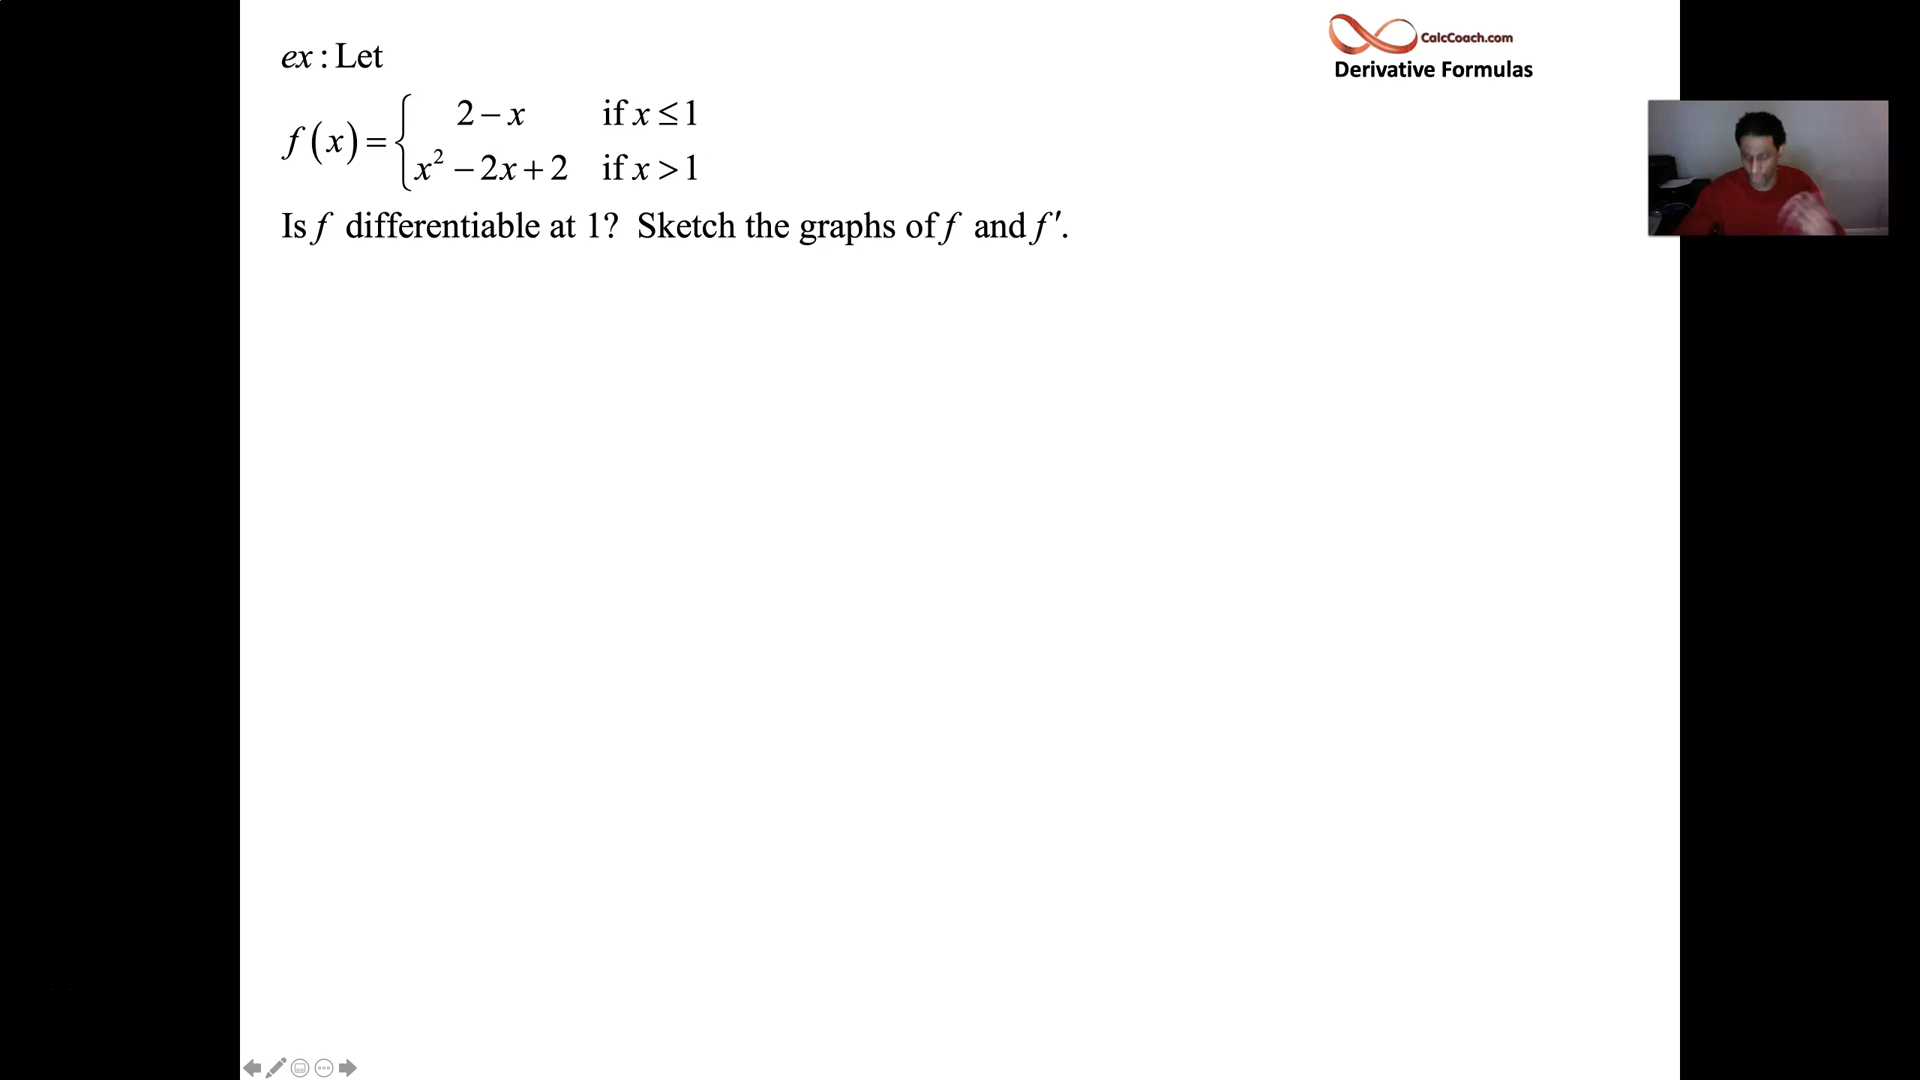 ex : Let
f(x) = { 2 − x if x ≤ 1
x² − 2x + 2 if x > 1
Is f differentiable at 1? Sketch the graphs of f and f′.
CalcCoach.com
Derivative Formulas